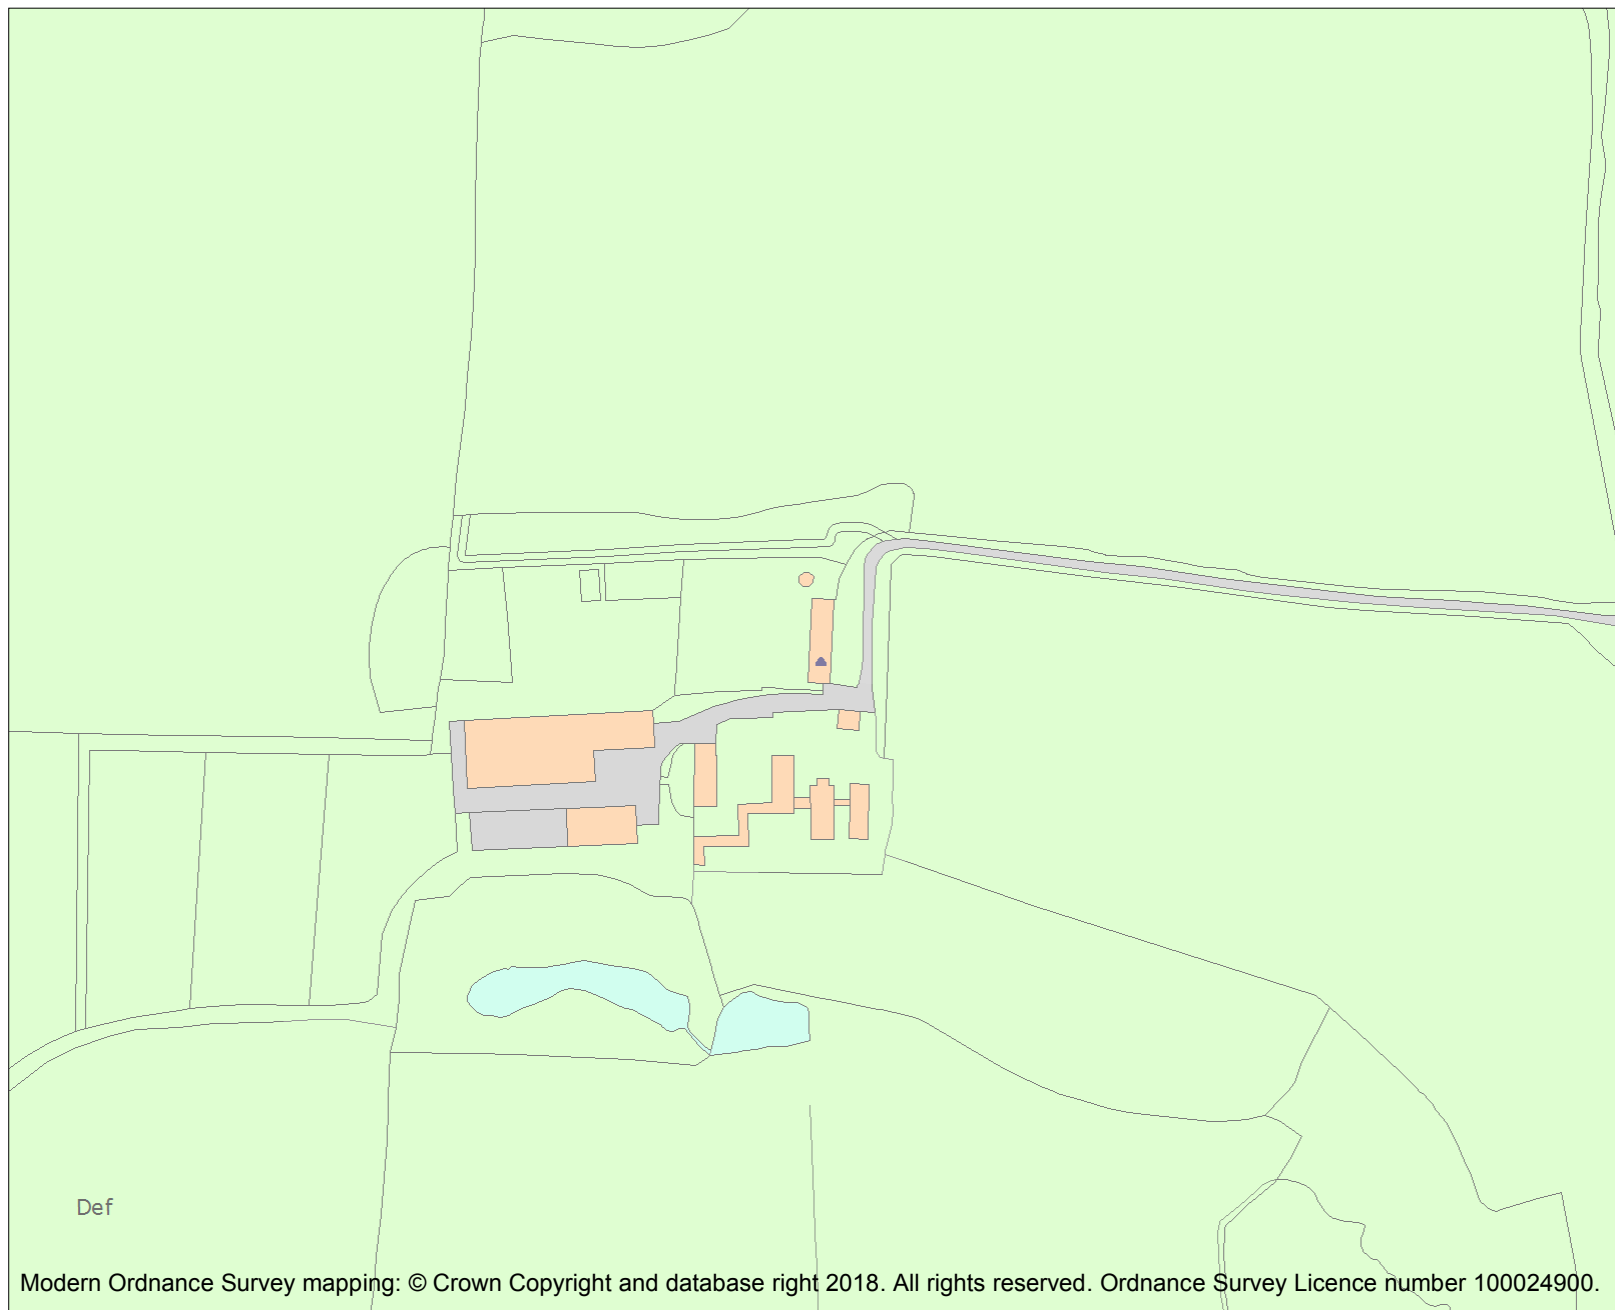 Def
Modern Ordnance Survey mapping: © Crown Copyright and database right 2018. All rights reserved. Ordnance Survey Licence number 100024900.